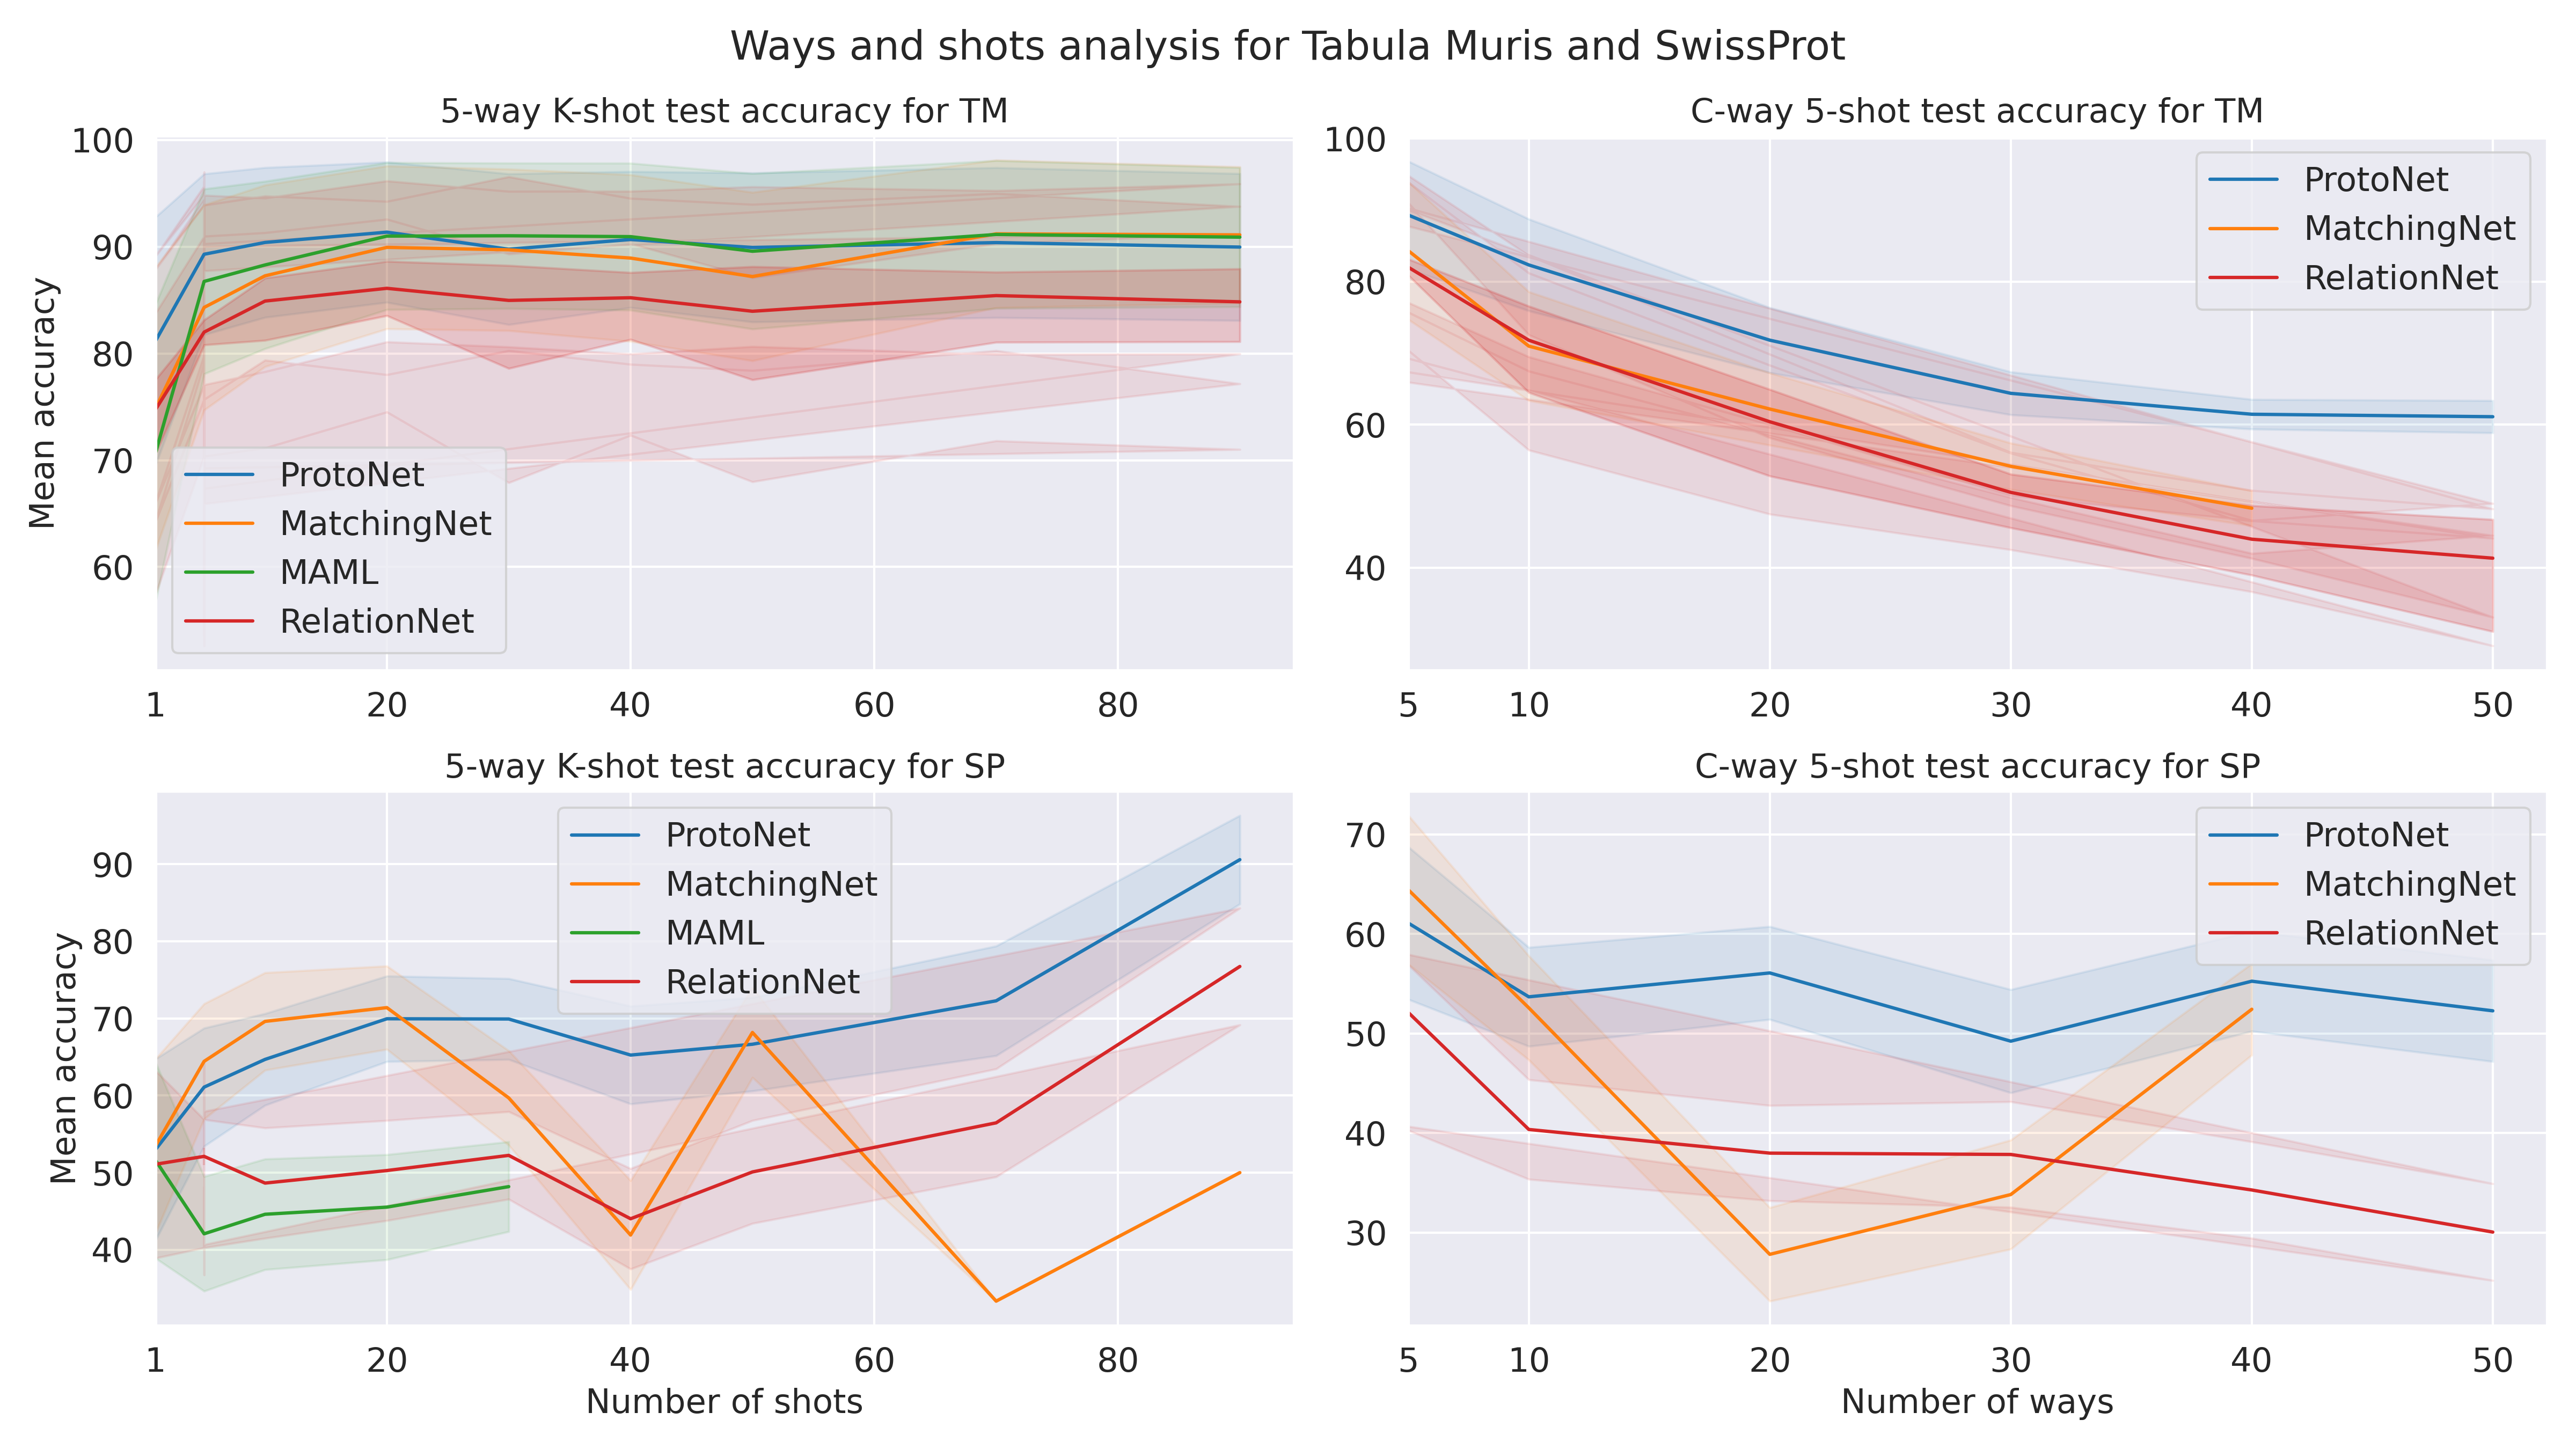 Ways and shots analysis for Tabula Muris and SwissProt
5-way K-shot test accuracy for TM
Mean accuracy
100
90
80
70
60
1
20
40
60
80
ProtoNet
MatchingNet
MAML
RelationNet
C-way 5-shot test accuracy for TM
100
80
60
40
5
10
20
30
40
50
ProtoNet
MatchingNet
RelationNet
5-way K-shot test accuracy for SP
Mean accuracy
90
80
70
60
50
40
1
20
40
60
80
Number of shots
ProtoNet
MatchingNet
MAML
RelationNet
C-way 5-shot test accuracy for SP
70
60
50
40
30
5
10
20
30
40
50
Number of ways
ProtoNet
MatchingNet
RelationNet